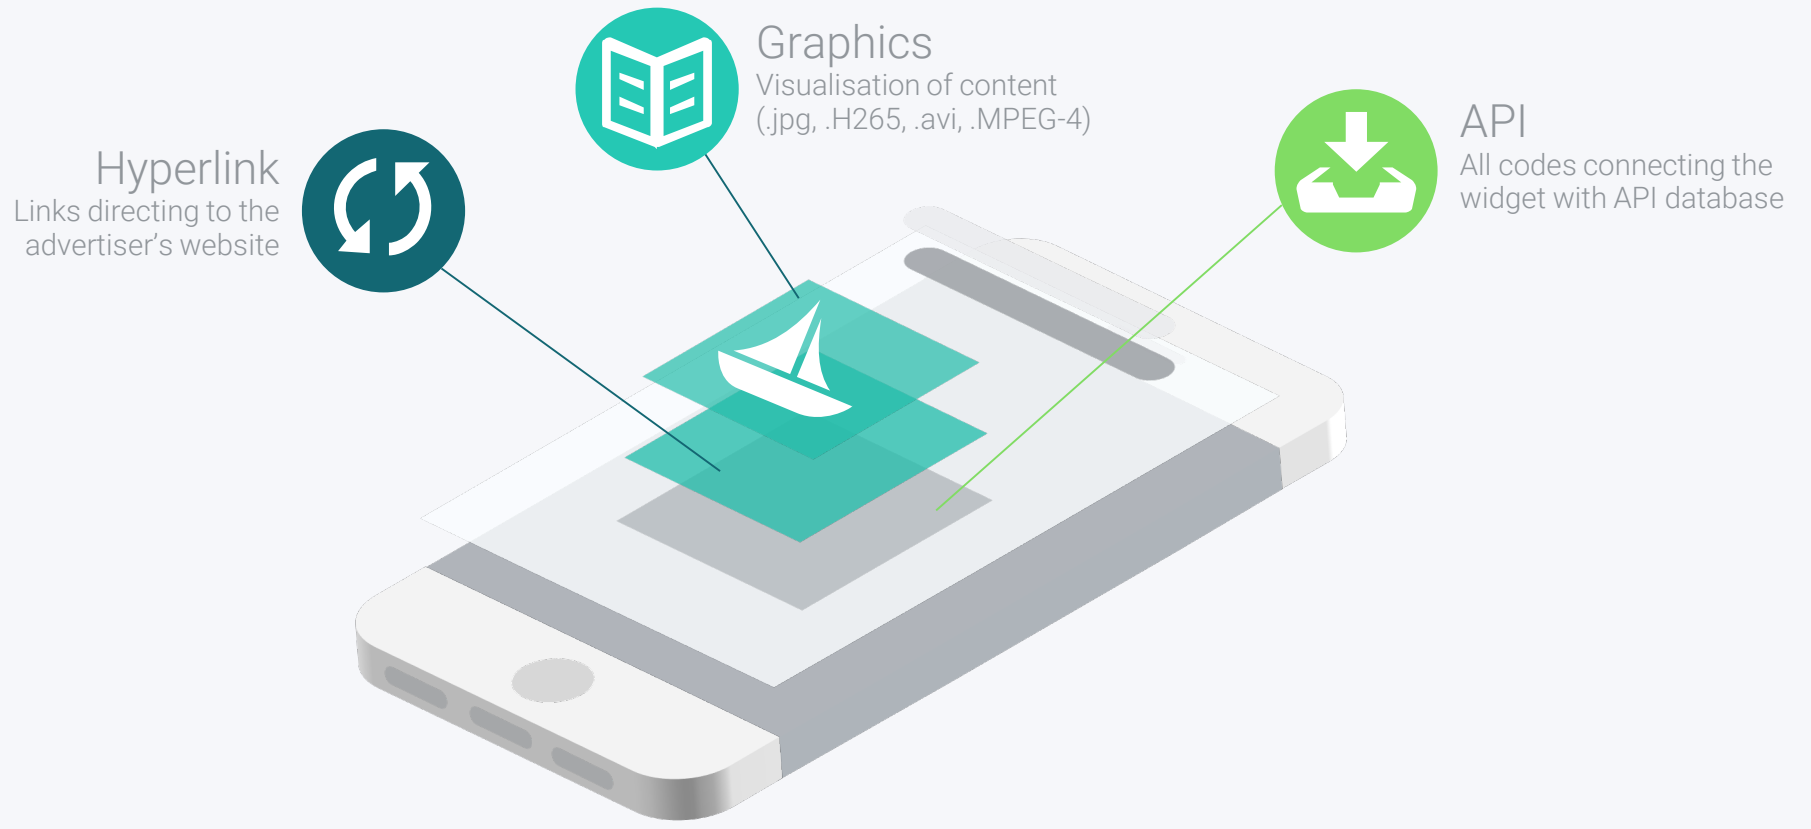 Graphics
Visualisation of content
(.jpg, .H265, .avi, .MPEG-4)
API
All codes connecting the
widget with API database
Hyperlink
Links directing to the
advertiser’s website